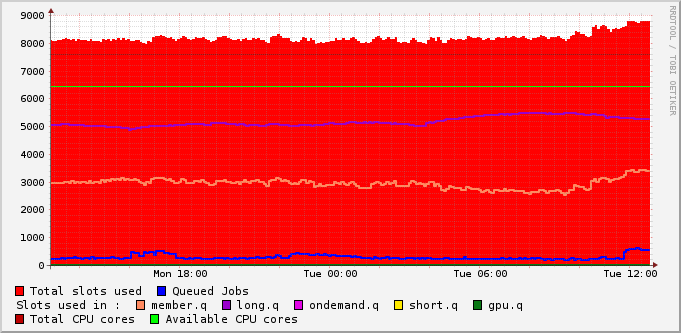 9000
8000
7000
6000
5000
4000
3000
2000
1000
0
Mon 18:00 Tue 00:00 Tue 06:00 Tue 12:00
Total slots used Queued Jobs
Slots used in : member.q long.q ondemand.q short.q gpu.q
Total CPU cores Available CPU cores
RRDTOOL / TOBI OETIKER